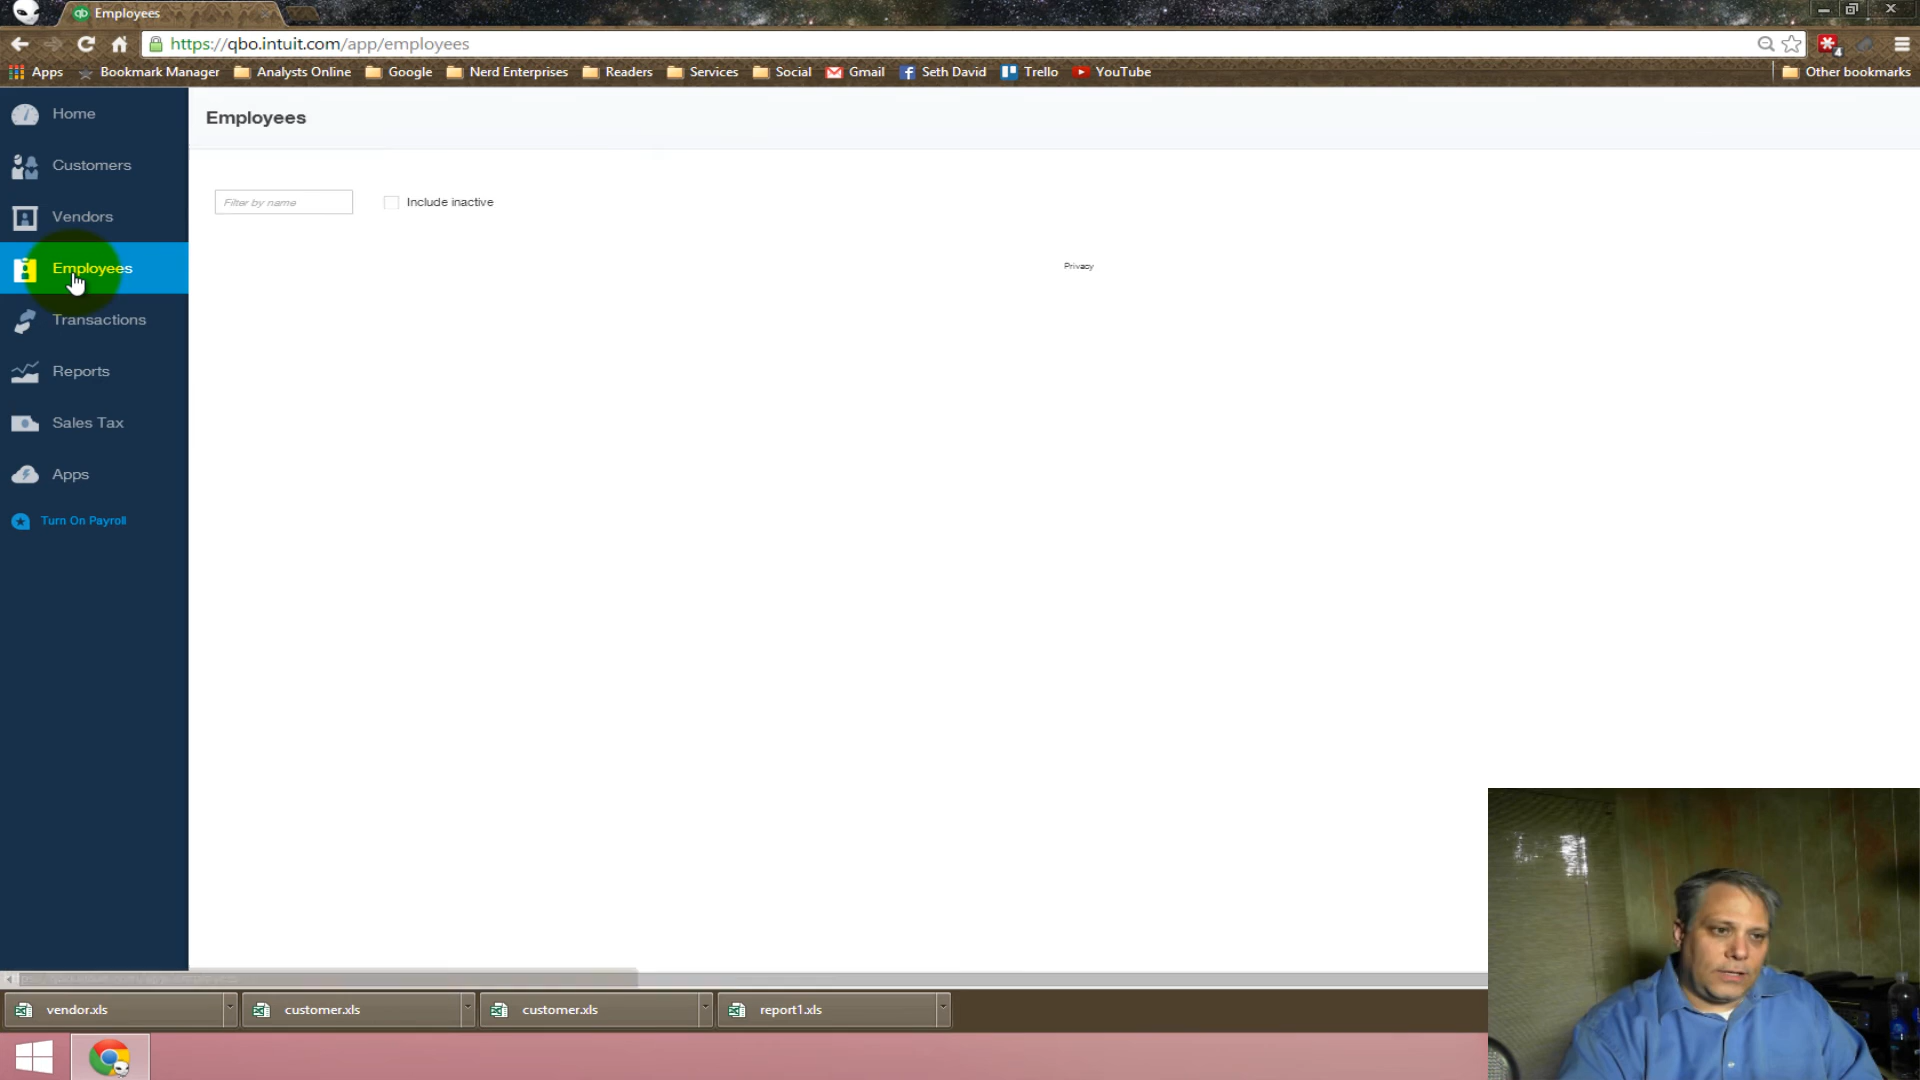 Employees
https://qbo.intuit.com/app/employees
4
Apps
Bookmark Manager
Analysts Online
Google
Nerd Enterprises
Readers
Services
Social
Gmail
Seth David
Trello
YouTube
Other bookmarks
Home
Customers
Vendors
Employees
Transactions
Reports
Sales Tax
Apps
Turn On Payroll
Employees
Filter by name
Include inactive
Privacy
vendor.xls
customer.xls
customer.xls
report1.xls